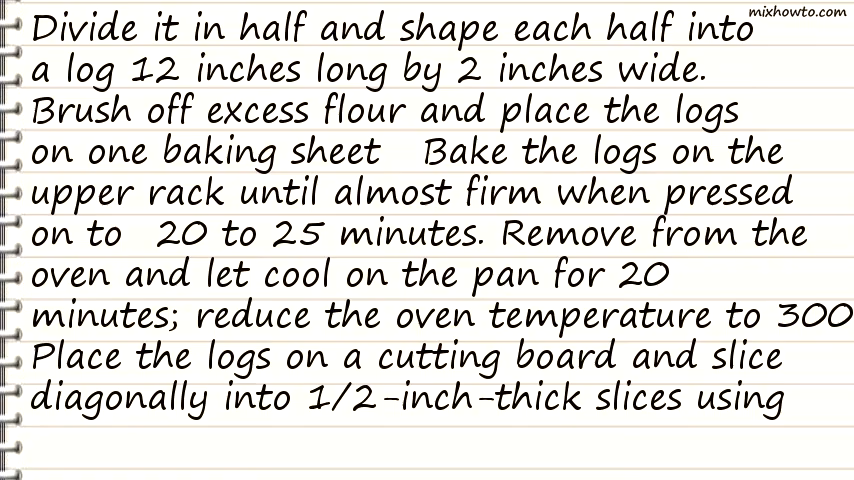 mixhowto.com
Divide it in half and shape each half into
a log 12 inches long by 2 inches wide.
Brush off excess flour and place the logs
on one baking sheet   Bake the logs on the
upper rack until almost firm when pressed
on to   20 to 25 minutes. Remove from the
oven and let cool on the pan for 20
minutes; reduce the oven temperature to 300
Place the logs on a cutting board and slice
diagonally into 1/2-inch-thick slices using